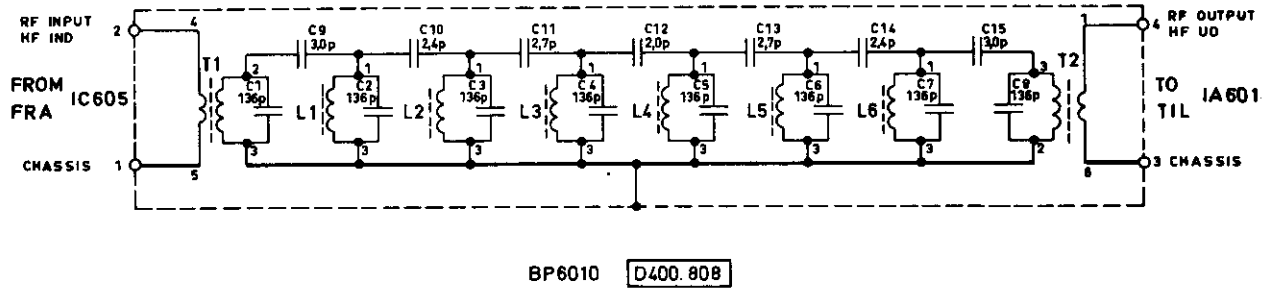 RF INPUT
HF IND
2
4
C9
3,0p
C10
2,4p
C11
2,7p
C12
2,0p
C13
2,7p
C14
2,4p
C15
3,0p
1
4
RF OUTPUT
HF UD
FROM
FRA
IC605
T1
2
C1
136p
3
L1
1
C2
136p
3
L2
1
C3
136p
3
L3
1
C4
136p
3
L4
1
C5
136p
3
L5
1
C6
136p
3
L6
1
C7
136p
3
3
C8
136p
2
T2
TO
TIL
IA601
CHASSIS
1
5
6
3
CHASSIS
BP6010
D400.808